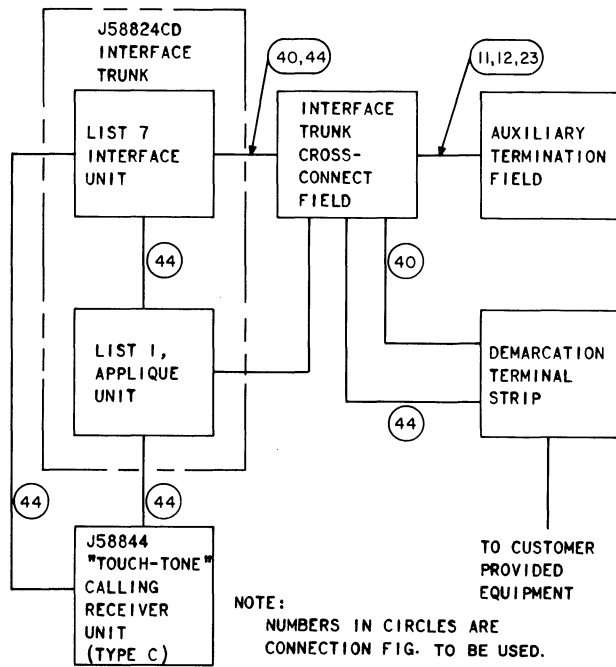 J58824CD
INTERFACE
TRUNK
40,44
11,12,23
LIST 7
INTERFACE
UNIT
INTERFACE
TRUNK
CROSS-
CONNECT
FIELD
AUXILIARY
TERMINATION
FIELD
44
40
LIST 1,
APPLIQUE
UNIT
DEMARCATION
TERMINAL
STRIP
44
44
44
J58844
"TOUCH-TONE"
CALLING
RECEIVER
UNIT
(TYPE C)
TO CUSTOMER
PROVIDED
EQUIPMENT
NOTE:
NUMBERS IN CIRCLES ARE
CONNECTION FIG. TO BE USED.